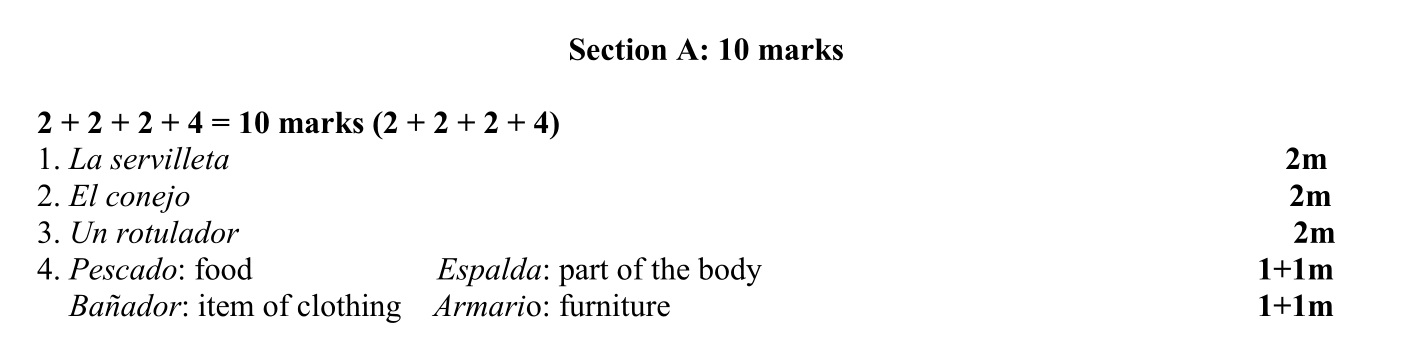 Section A: 10 marks
2 + 2 + 2 + 4 = 10 marks (2 + 2 + 2 + 4)
1. La servilleta 2m
2. El conejo 2m
3. Un rotulador 2m
4. Pescado: food Espalda: part of the body 1+1m
Bañador: item of clothing Armario: furniture 1+1m